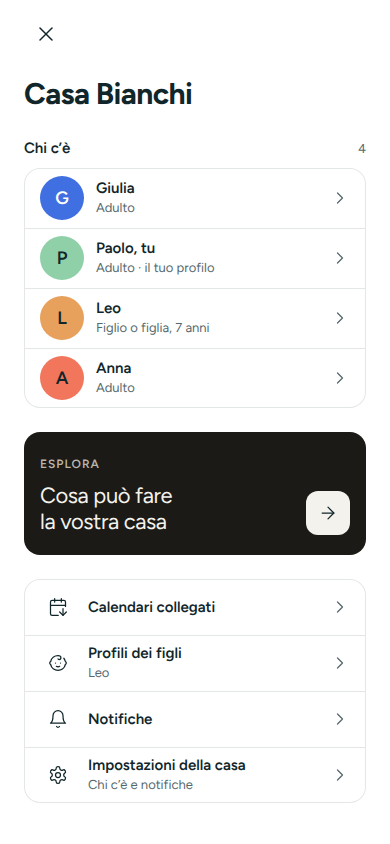 Casa Bianchi
Chi c'è
4
G
Giulia
Adulto
P
Paolo, tu
Adulto · il tuo profilo
L
Leo
Figlio o figlia, 7 anni
A
Anna
Adulto
ESPLORA
Cosa può fare
la vostra casa
Calendari collegati
Profili dei figli
Leo
Notifiche
Impostazioni della casa
Chi c'è e notifiche